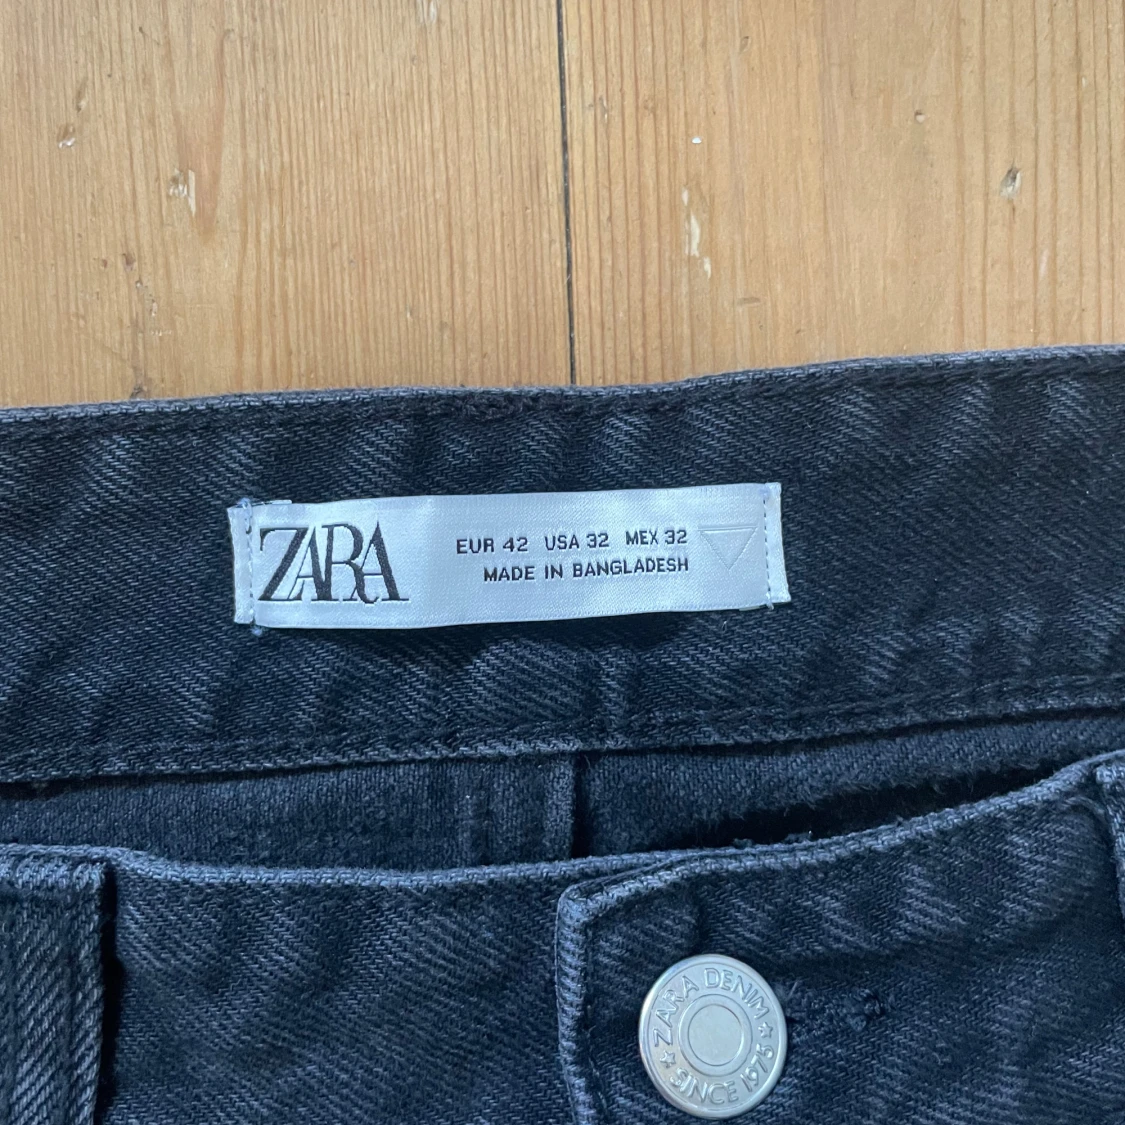 ZARA
EUR 42 USA 32 MEX 32
MADE IN BANGLADESH
ZARA DENIM
SINCE 1975